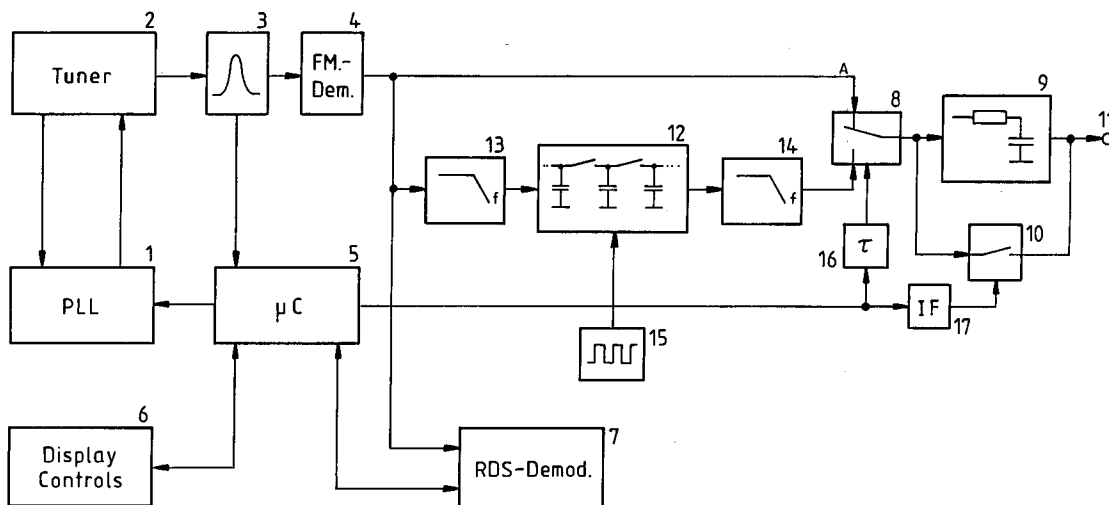 2
3
4
Tuner
FM.-
Dem.
A
8
9
11
13
12
14
f
f
10
1
5
16
τ
PLL
μC
IF
17
15
6
7
Display
Controls
RDS-Demod.